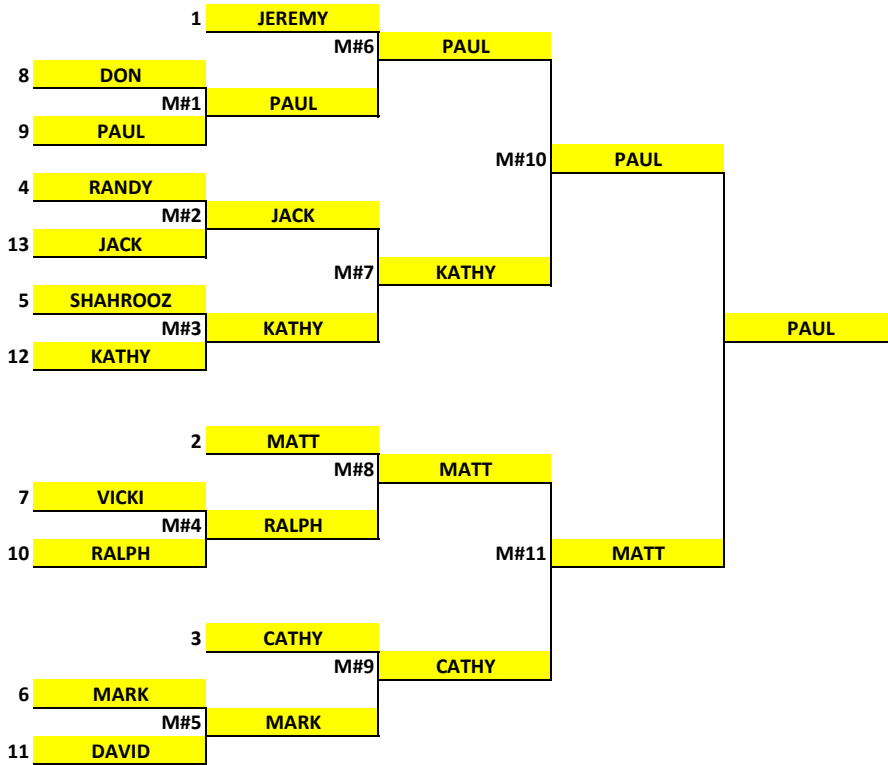 1 JEREMY
M#6 PAUL
8 DON
M#1 PAUL
9 PAUL
M#10 PAUL
4 RANDY
M#2 JACK
13 JACK
M#7 KATHY
5 SHAHROOZ
M#3 KATHY PAUL
12 KATHY
2 MATT
M#8 MATT
7 VICKI
M#4 RALPH
10 RALPH M#11 MATT
3 CATHY
M#9 CATHY
6 MARK
M#5 MARK
11 DAVID